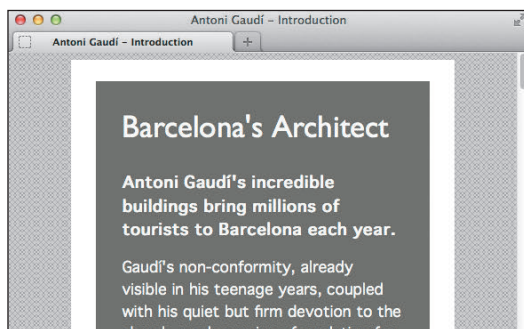 Antoni Gaudí – Introduction
Antoni Gaudí – Introduction
+
Barcelona's Architect
Antoni Gaudí's incredible
buildings bring millions of
tourists to Barcelona each year.
Gaudí's non-conformity, already
visible in his teenage years, coupled
with his quiet but firm devotion to the